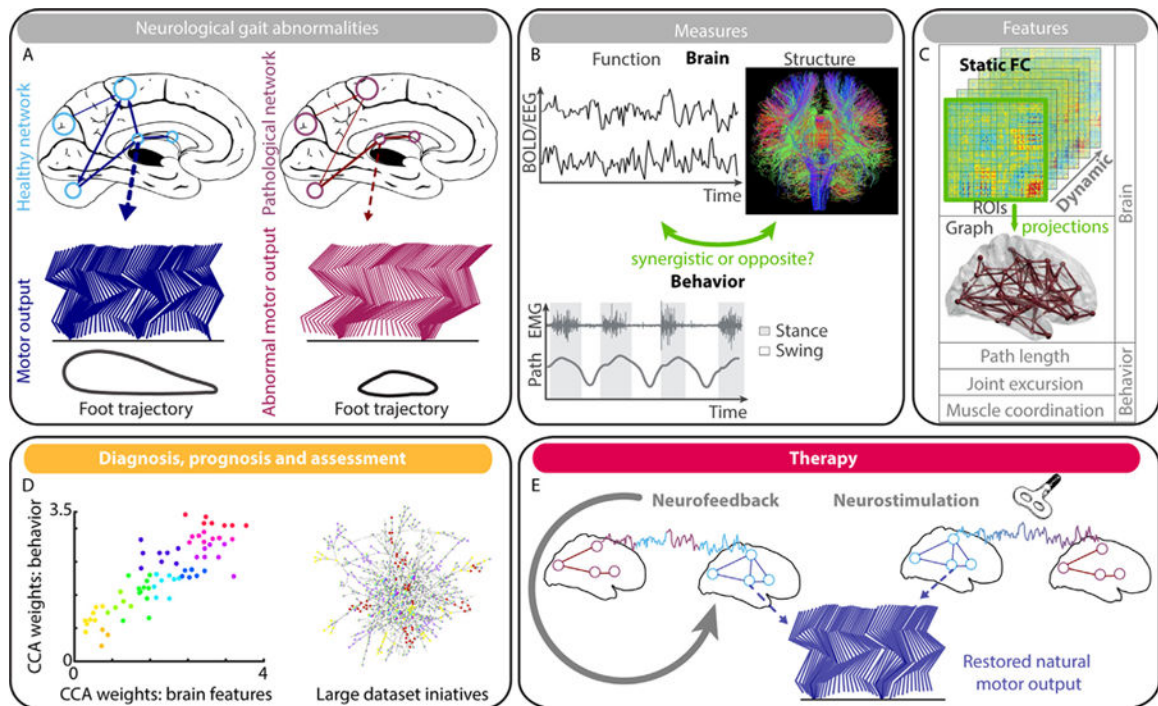 Neurological gait abnormalities
A
Healthy network
Pathological network
Motor output
Abnormal motor output
Foot trajectory
Foot trajectory
Measures
B
Function Brain Structure
BOLD/EEG
Time
synergistic or opposite?
Behavior
EMG
Path
Stance
Swing
Time
Features
C
Static FC
Dynamic
ROIs
Graph
projections
Brain
Path length
Joint excursion
Muscle coordination
Behavior
Diagnosis, prognosis and assessment
D
3.5
CCA weights: behavior
0
4
CCA weights: brain features
Large dataset iniatives
Therapy
E
Neurofeedback
Neurostimulation
Restored natural
motor output